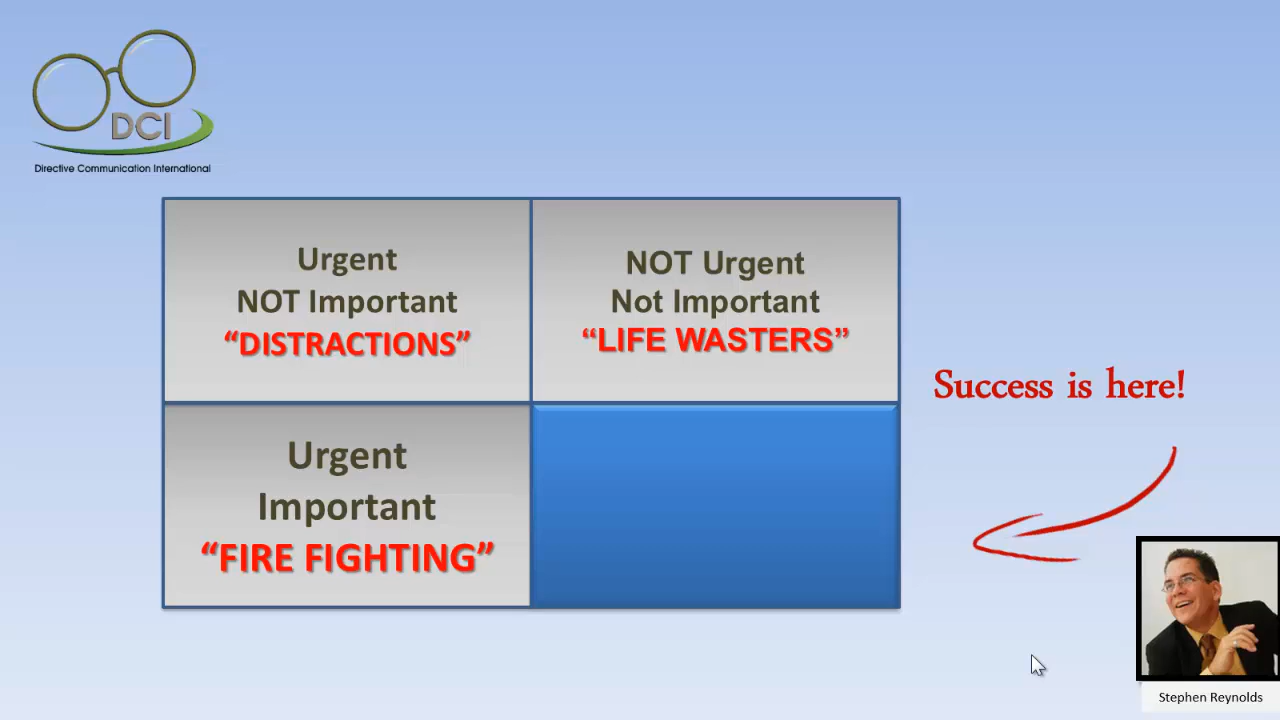 DCI
Directive Communication International
Urgent
NOT Important
“DISTRACTIONS”
NOT Urgent
Not Important
“LIFE WASTERS”
Success is here!
Urgent
Important
“FIRE FIGHTING”
Stephen Reynolds